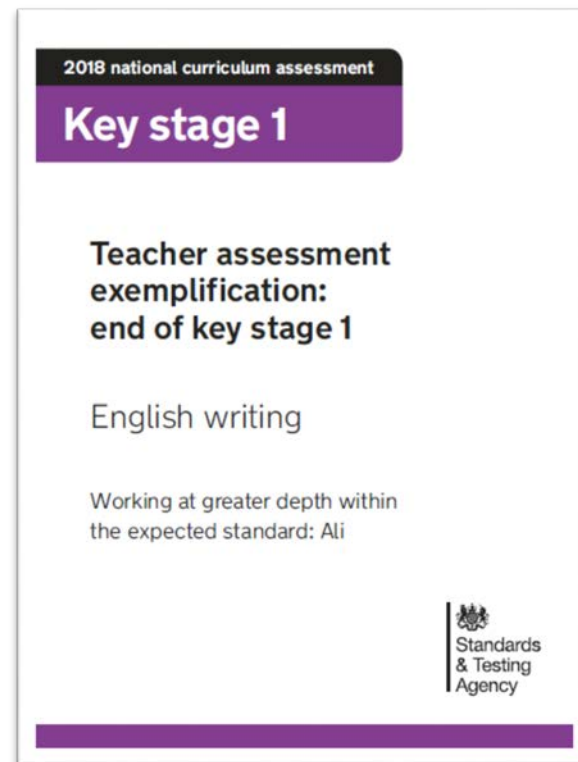 2018 national curriculum assessment
Key stage 1
Teacher assessment
exemplification:
end of key stage 1
English writing
Working at greater depth within
the expected standard: Ali
Standards
& Testing
Agency